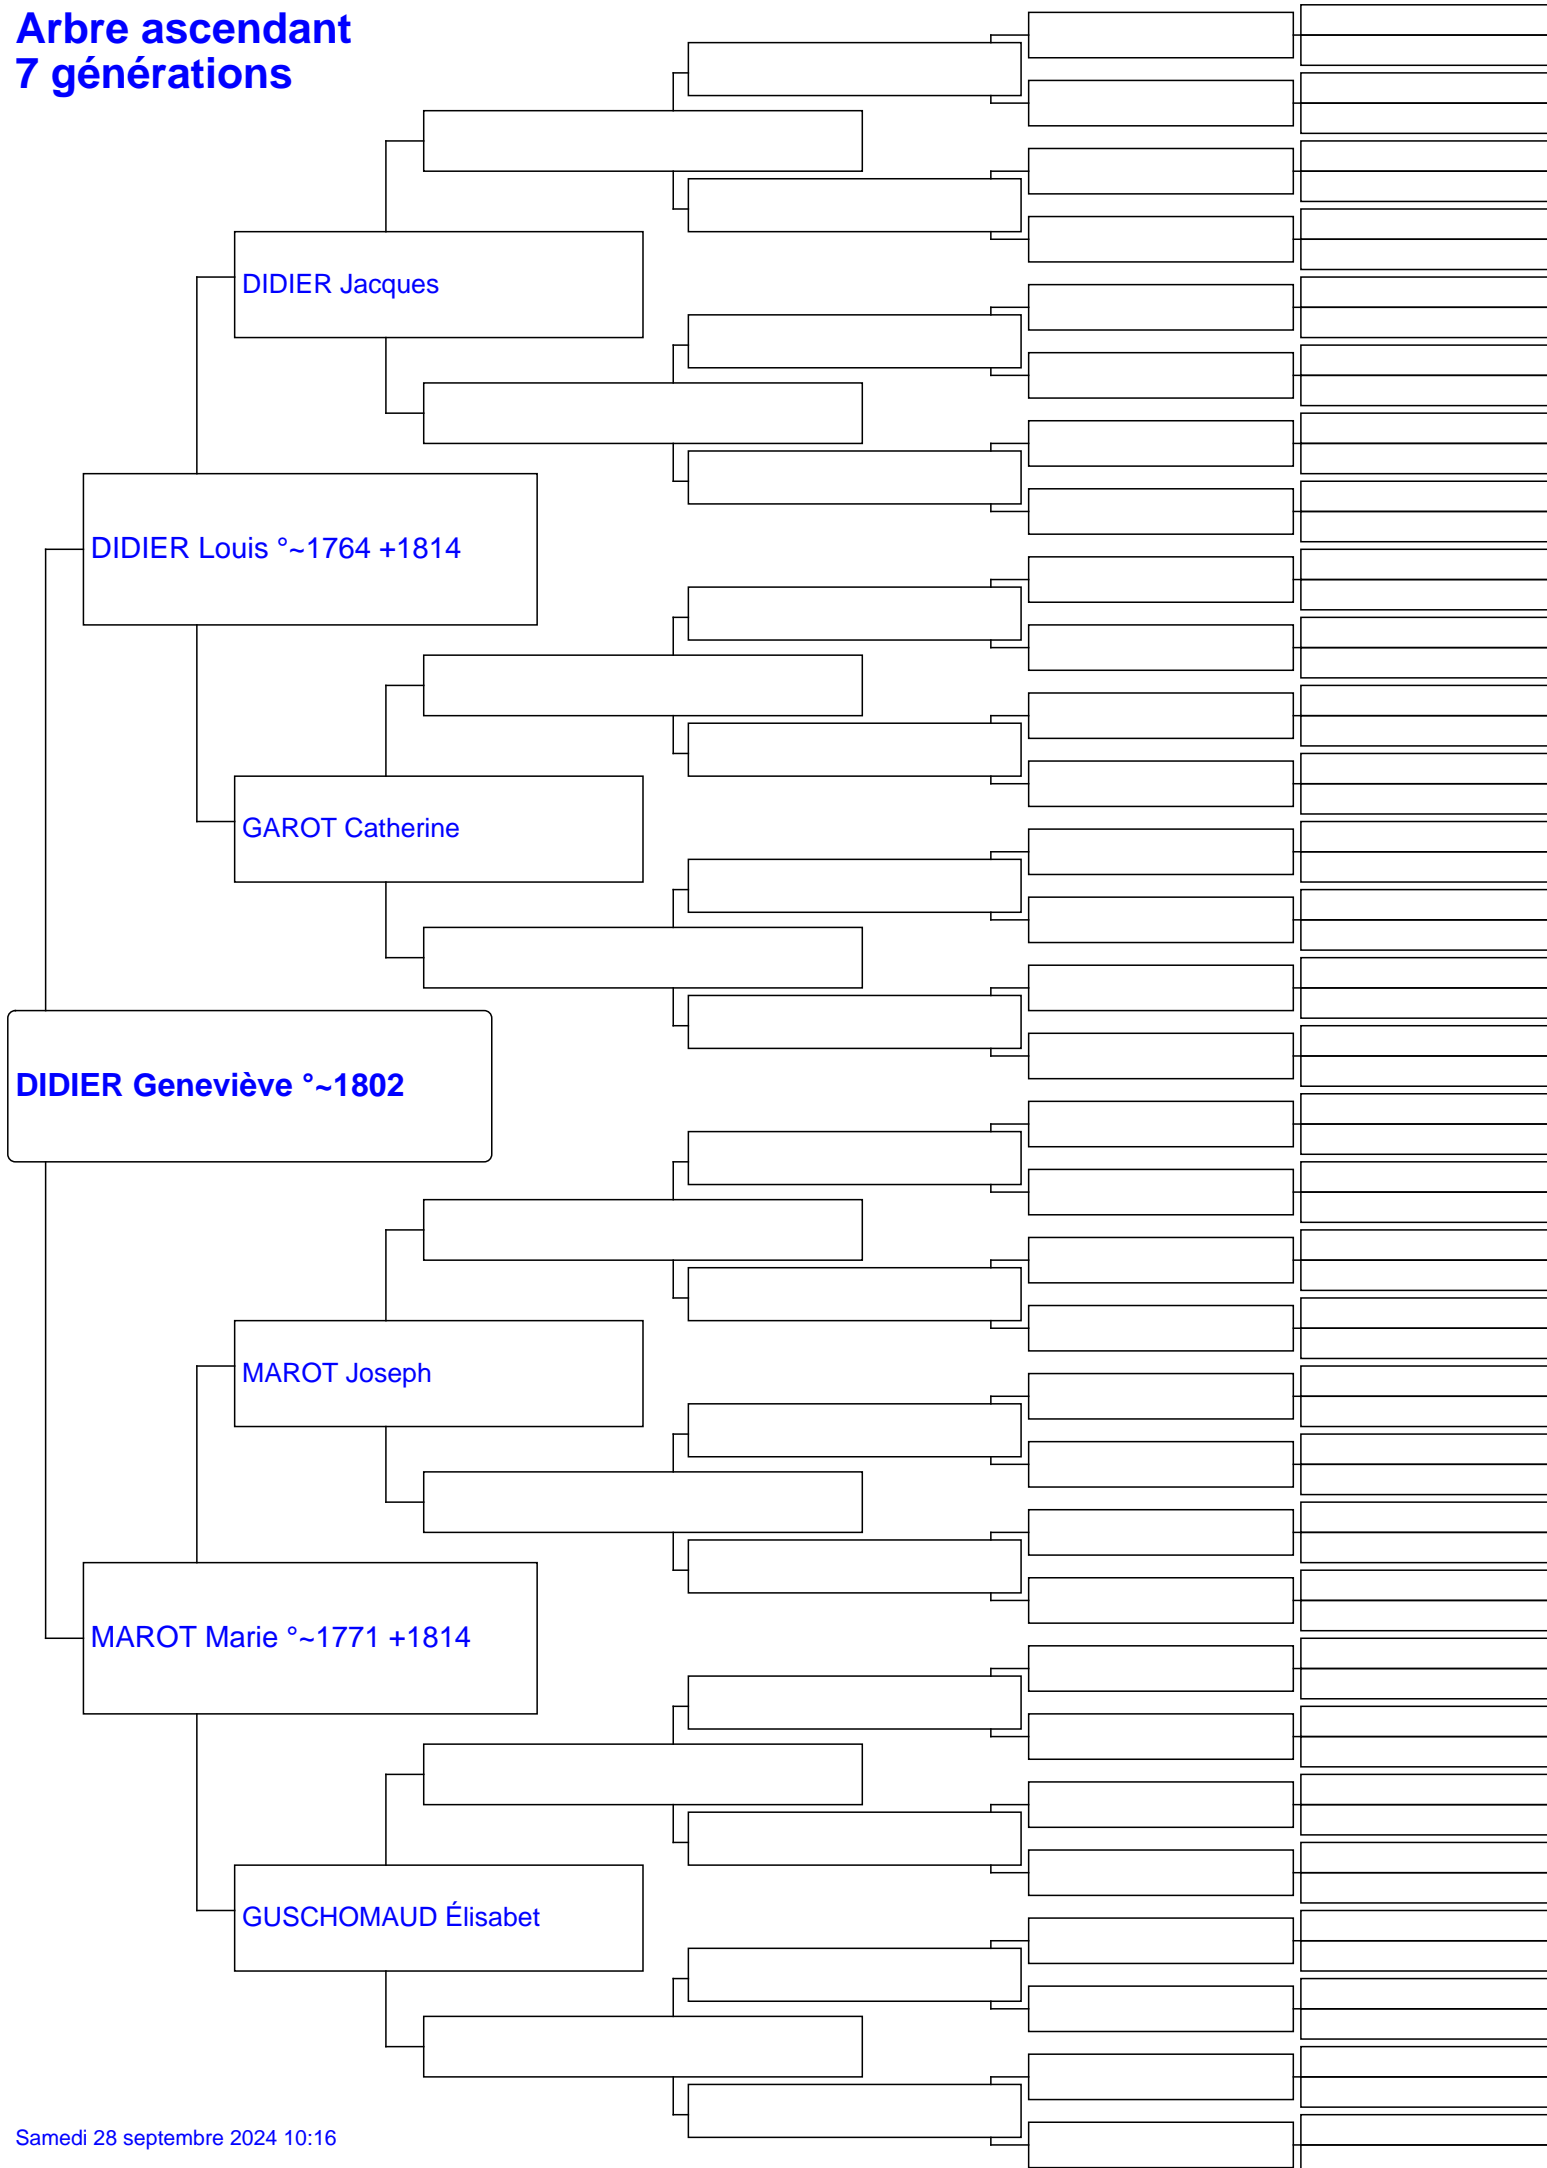 Arbre ascendant
7 générations
DIDIER Jacques
DIDIER Louis °~1764 +1814
GAROT Catherine
DIDIER Geneviève °~1802
MAROT Joseph
MAROT Marie °~1771 +1814
GUSCHOMAUD Élisabet
Samedi 28 septembre 2024 10:16